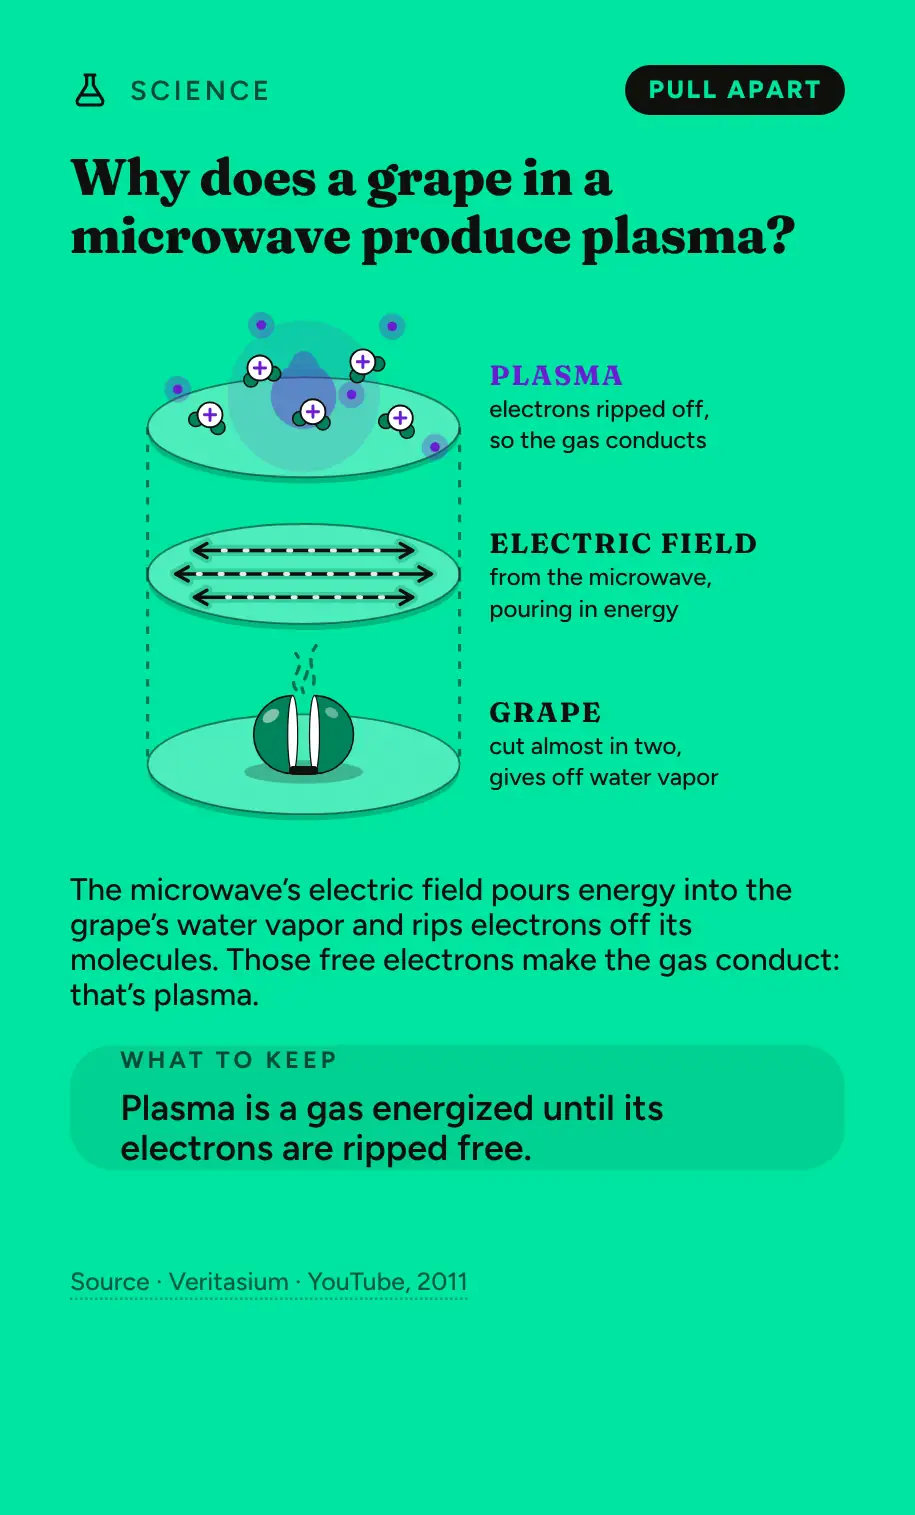 SCIENCE
PULL APART
Why does a grape in a
microwave produce plasma?
PLASMA
electrons ripped off,
so the gas conducts
ELECTRIC FIELD
from the microwave,
pouring in energy
GRAPE
cut almost in two,
gives off water vapor
The microwave’s electric field pours energy into the
grape’s water vapor and rips electrons off its
molecules. Those free electrons make the gas conduct:
that’s plasma.
WHAT TO KEEP
Plasma is a gas energized until its
electrons are ripped free.
Source · Veritasium · YouTube, 2011